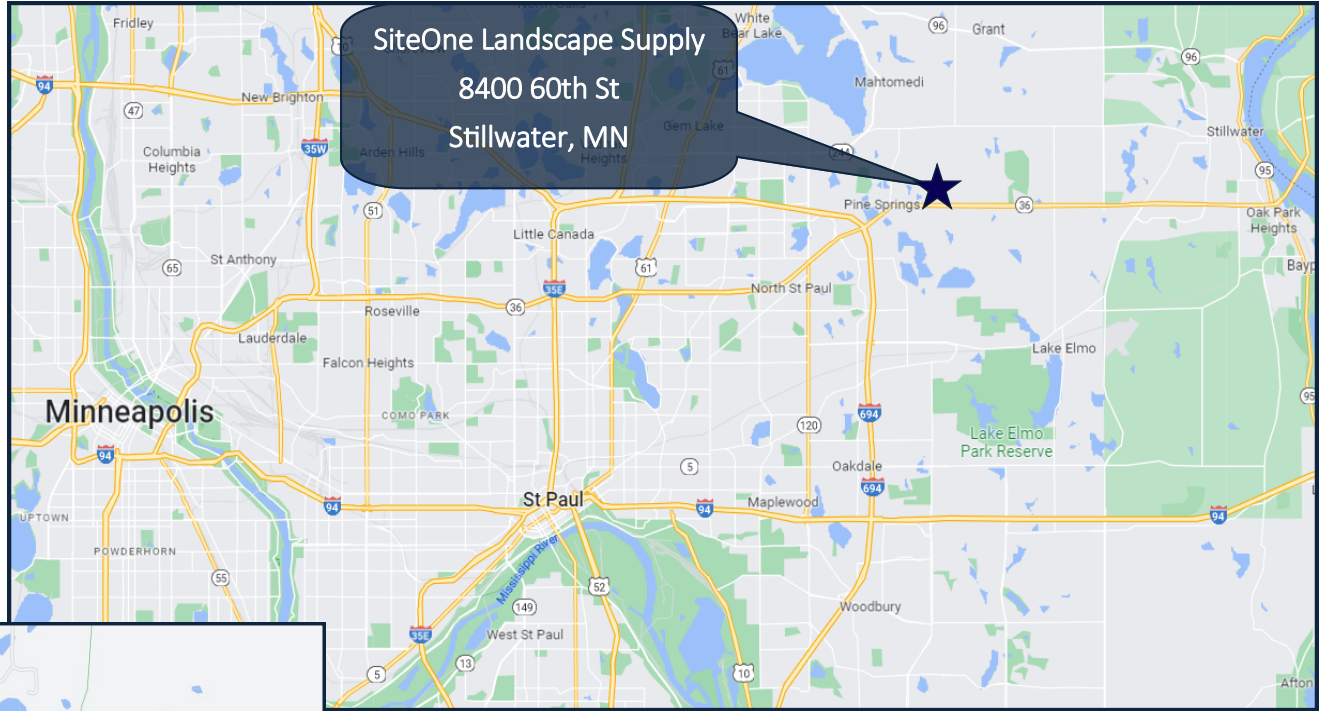 Fridley
White
Bear Lake
96
Grant
SiteOne Landscape Supply
8400 60th St
Stillwater, MN
10
61
96
94
Mahtomedi
47
New Brighton
Gem Lake
Stillwater
35W
Columbia
Heights
Arden Hills
Heights
244
95
51
Pine Springs
36
Oak Park
Heights
Little Canada
65
St Anthony
61
Bayp
35E
North St Paul
36
Roseville
Lauderdale
Lake Elmo
Falcon Heights
95
Minneapolis
COMO PARK
694
120
Lake Elmo
Park Reserve
94
5
Oakdale
694
St Paul
Maplewood
94
94
94
UPTOWN
POWDERHORN
Mississippi River
55
52
149
Woodbury
35E
West St Paul
13
5
10
Afton